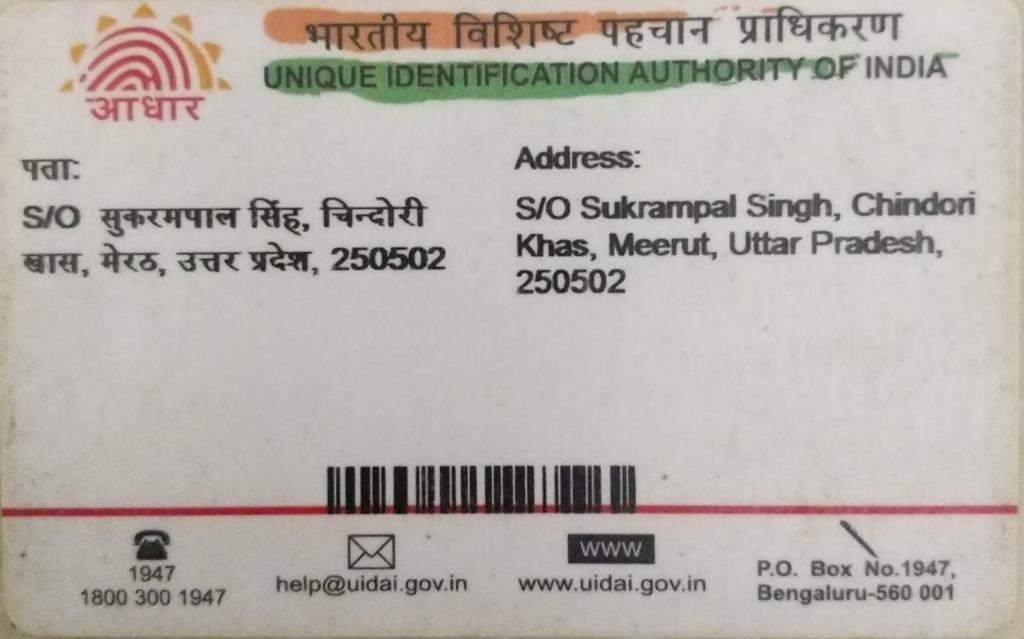 भारतीय विशिष्ट पहचान प्राधिकरण
UNIQUE IDENTIFICATION AUTHORITY OF INDIA
आधार
पता:
S/O सुकरमपाल सिंह, चिन्दोरी
खास, मेरठ, उत्तर प्रदेश, 250502
Address:
S/O Sukrampal Singh, Chindori
Khas, Meerut, Uttar Pradesh,
250502
1947
1800 300 1947
help@uidai.gov.in
www
www.uidai.gov.in
P.O. Box No.1947,
Bengaluru-560 001